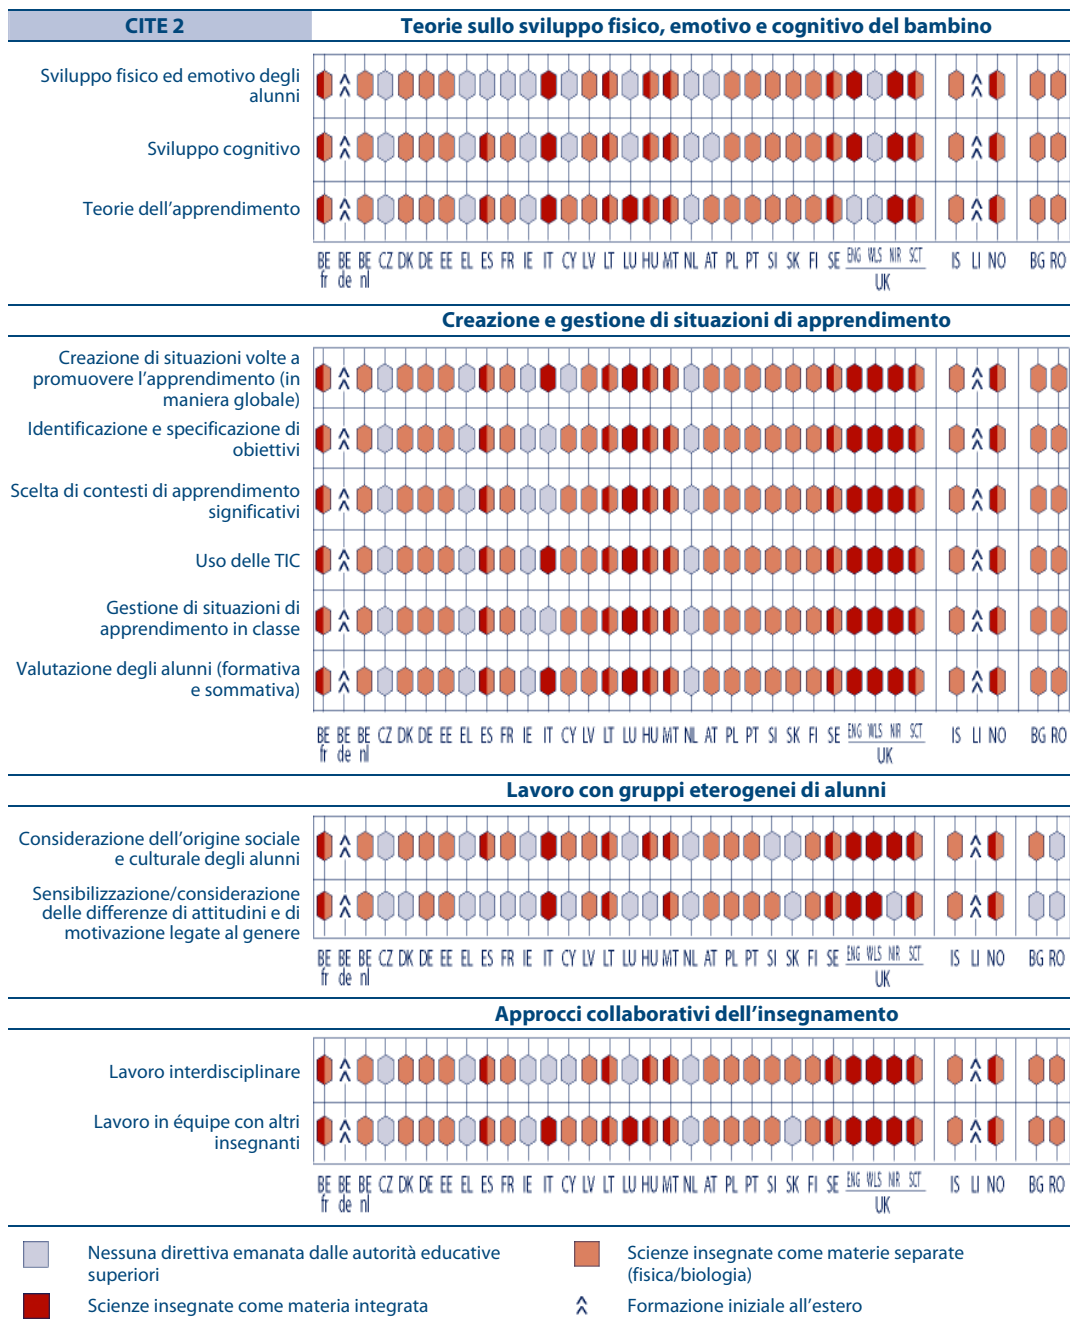 CITE 2
Teorie sullo sviluppo fisico, emotivo e cognitivo del bambino
Sviluppo fisico ed emotivo degli
alunni
Sviluppo cognitivo
Teorie dell'apprendimento
BE BE BE CZ DK DE EE EL ES FR IE IT CY LV LT LU HU MT NL AT PL PT SI SK FI SE ENG WLS NIR SCT IS LI NO BG RO
fr de nl UK
Creazione e gestione di situazioni di apprendimento
Creazione di situazioni volte a
promuovere l'apprendimento (in
maniera globale)
Identificazione e specificazione di
obiettivi
Scelta di contesti di apprendimento
significativi
Uso delle TIC
Gestione di situazioni di
apprendimento in classe
Valutazione degli alunni (formativa
e sommativa)
BE BE BE CZ DK DE EE EL ES FR IE IT CY LV LT LU HU MT NL AT PL PT SI SK FI SE ENG WLS NIR SCT IS LI NO BG RO
fr de nl UK
Lavoro con gruppi eterogenei di alunni
Considerazione dell'origine sociale
e culturale degli alunni
Sensibilizzazione/considerazione
delle differenze di attitudini e di
motivazione legate al genere
BE BE BE CZ DK DE EE EL ES FR IE IT CY LV LT LU HU MT NL AT PL PT SI SK FI SE ENG WLS NIR SCT IS LI NO BG RO
fr de nl UK
Approcci collaborativi dell'insegnamento
Lavoro interdisciplinare
Lavoro in équipe con altri
insegnanti
BE BE BE CZ DK DE EE EL ES FR IE IT CY LV LT LU HU MT NL AT PL PT SI SK FI SE ENG WLS NIR SCT IS LI NO BG RO
fr de nl UK
Nessuna direttiva emanata dalle autorità educative
superiori
Scienze insegnate come materie separate
(fisica/biologia)
Scienze insegnate come materia integrata
Formazione iniziale all'estero